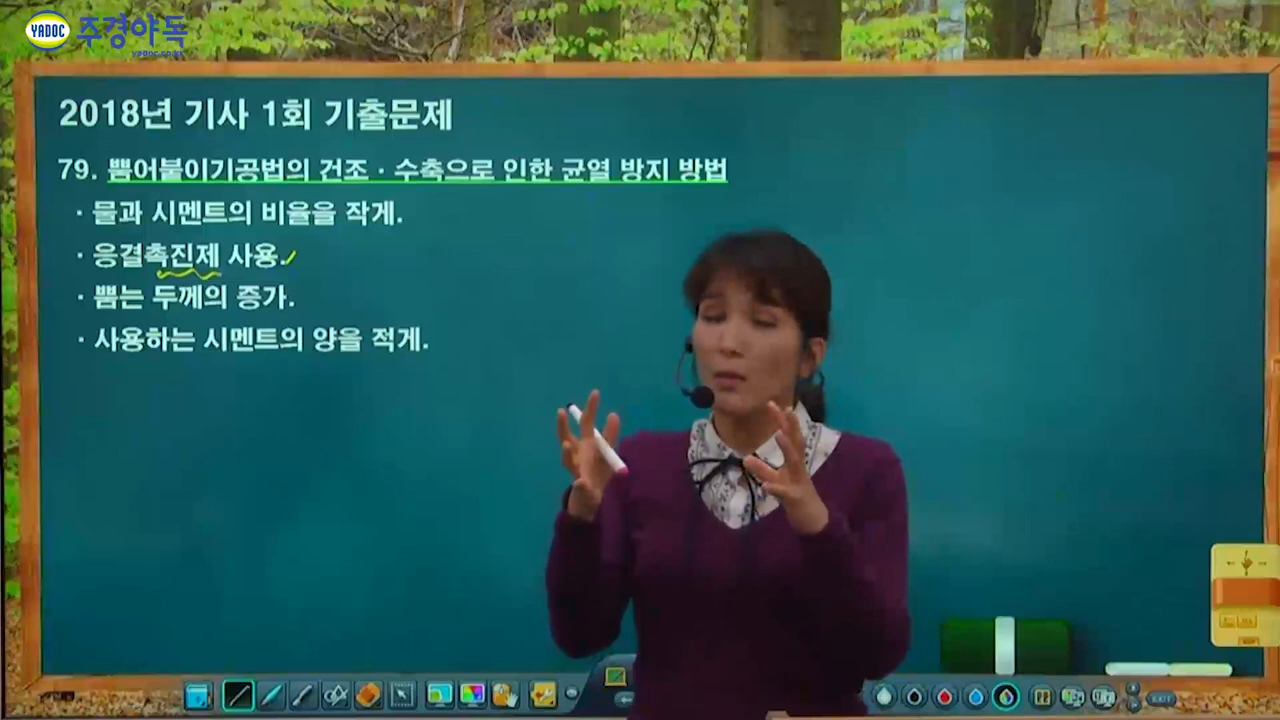 YADOC 주경야독
yadoc.co.kr
2018년 기사 1회 기출문제
79. 뿜어붙이기공법의 건조 · 수축으로 인한 균열 방지 방법
· 물과 시멘트의 비율을 작게.
· 응결촉진제 사용.
· 뿜는 두께의 증가.
· 사용하는 시멘트의 양을 적게.
EXIT